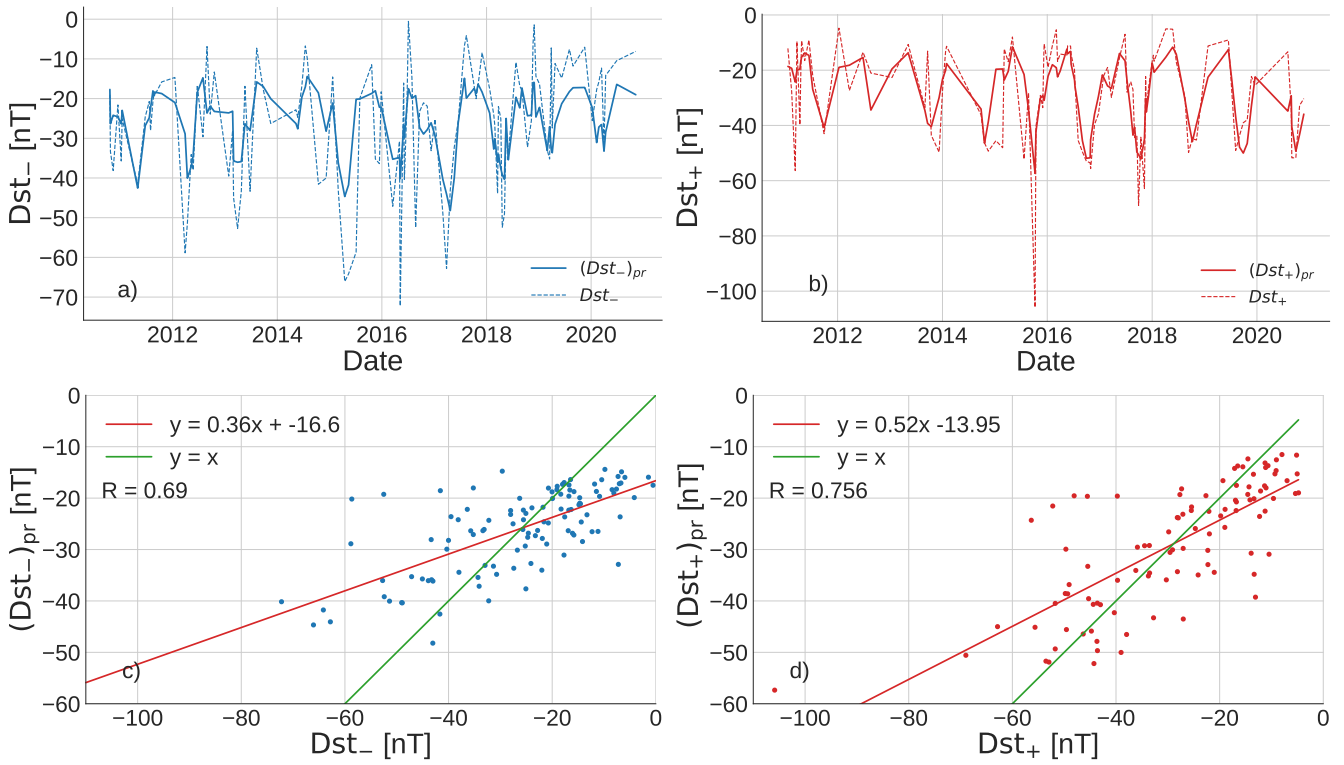 0
−10
−20
−30
−40
−50
−60
−70
Dst₋ [nT]
a)
(Dst₋)pr
Dst₋
2012 2014 2016 2018 2020
Date
0
−20
−40
−60
−80
−100
Dst₊ [nT]
b)
(Dst₊)pr
Dst₊
2012 2014 2016 2018 2020
Date
0
−10
−20
−30
−40
−50
−60
(Dst₋)pr [nT]
y = 0.36x + -16.6
y = x
R = 0.69
c)
−100 −80 −60 −40 −20 0
Dst₋ [nT]
0
−10
−20
−30
−40
−50
−60
(Dst₊)pr [nT]
y = 0.52x -13.95
y = x
R = 0.756
d)
−100 −80 −60 −40 −20 0
Dst₊ [nT]